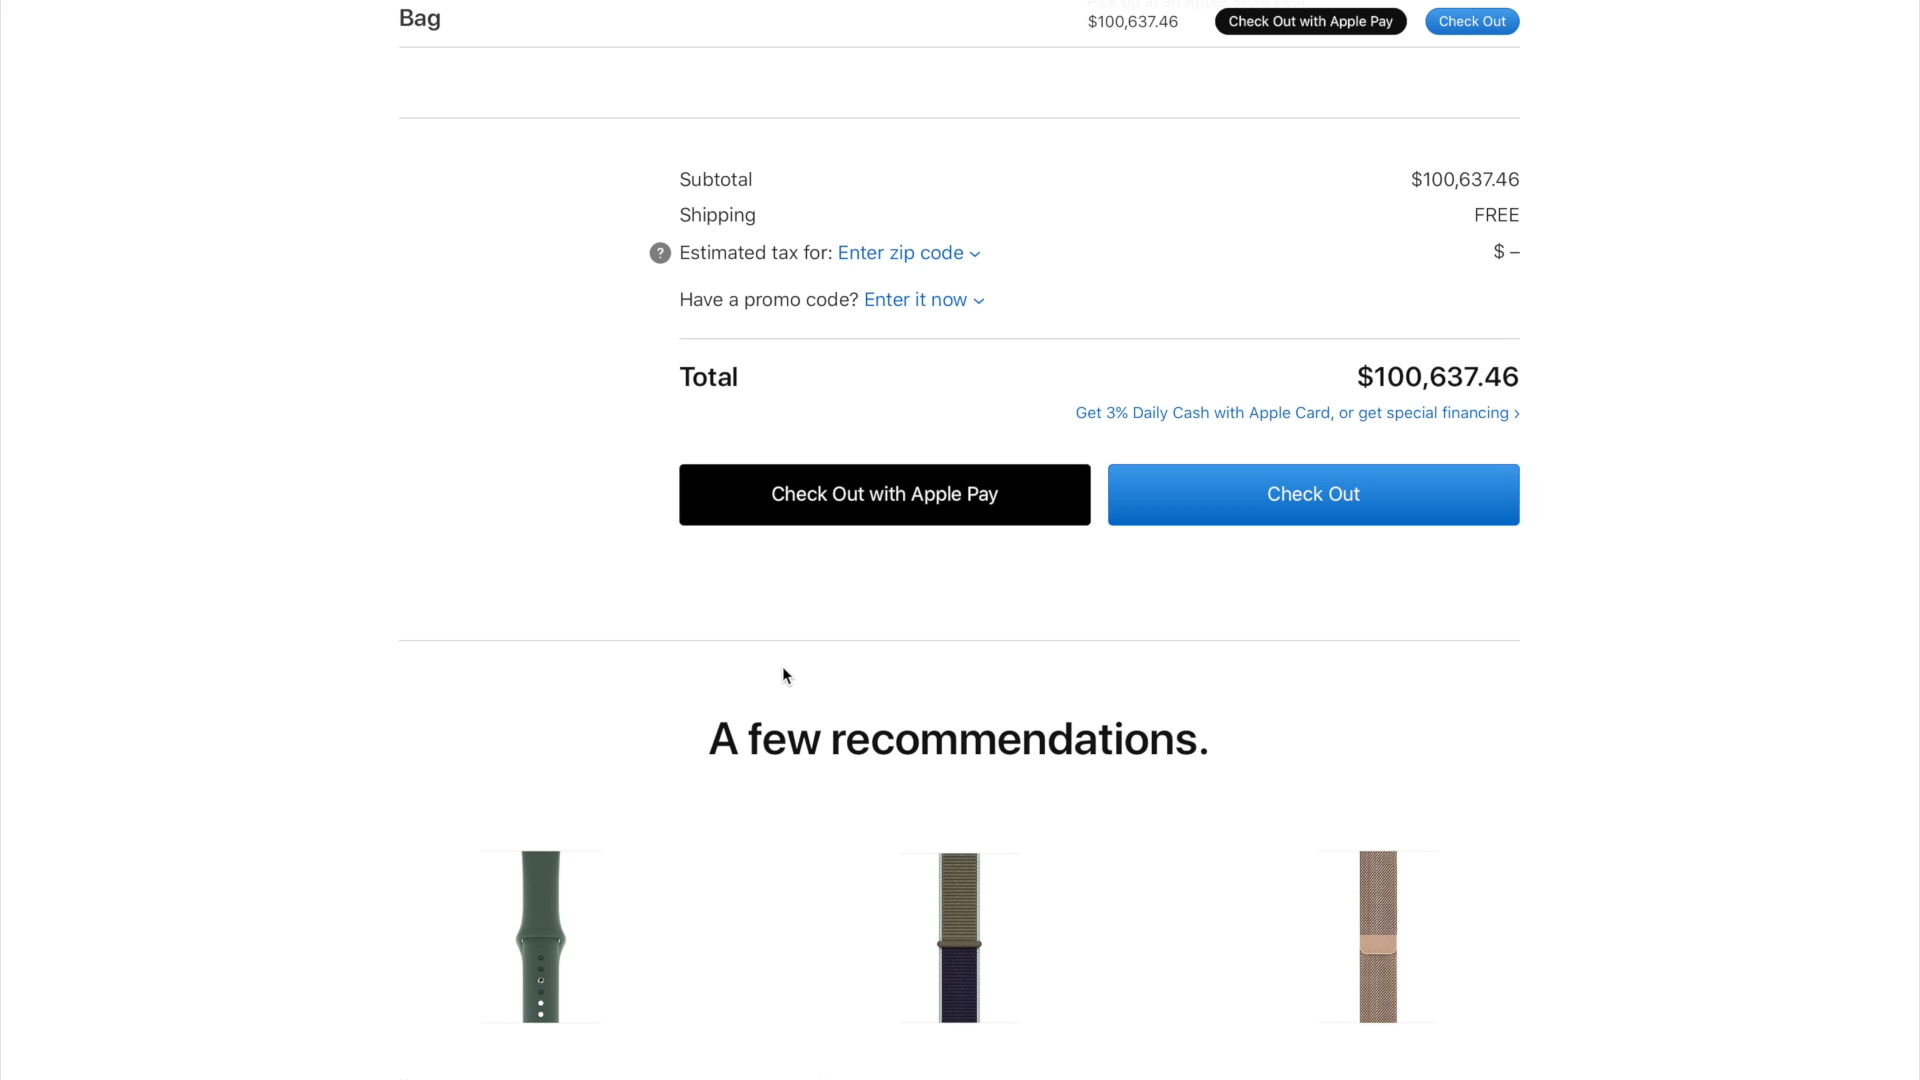 Bag
$100,637.46
Check Out with Apple Pay
Check Out
Subtotal
$100,637.46
Shipping
FREE
? Estimated tax for: Enter zip code
$ –
Have a promo code? Enter it now
Total
$100,637.46
Get 3% Daily Cash with Apple Card, or get special financing ›
Check Out with Apple Pay
Check Out
A few recommendations.